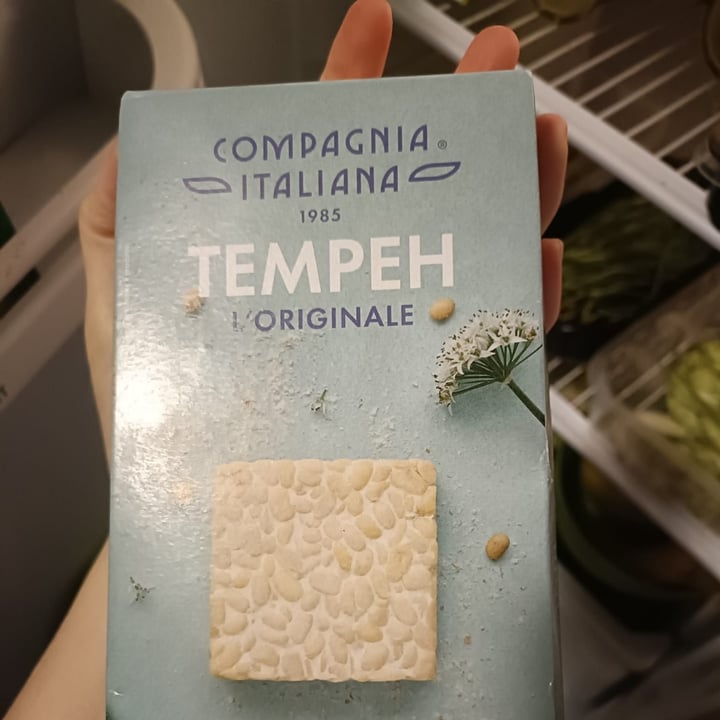 COMPAGNIA®
ITALIANA
1985
TEMPEH
L'ORIGINALE